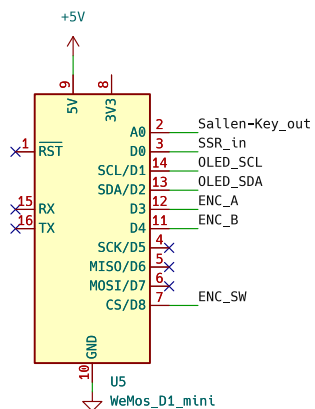 +5V
9 8
5V 3V3
A0 2 Sallen-Key_out
1 RST D0 3 SSR_in
SCL/D1 14 OLED_SCL
SDA/D2 13 OLED_SDA
15 RX D3 12 ENC_A
16 TX D4 11 ENC_B
SCK/D5 4
MISO/D6 5
MOSI/D7 6
CS/D8 7 ENC_SW
GND
10 U5
WeMos_D1_mini